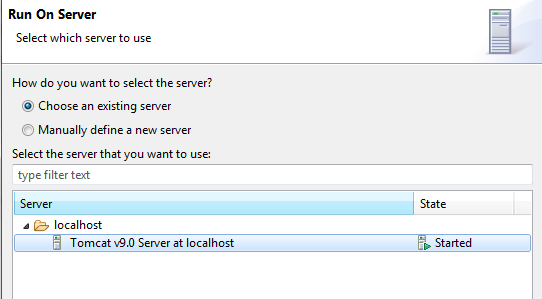 Run On Server
Select which server to use
How do you want to select the server?
Choose an existing server
Manually define a new server
Select the server that you want to use:
type filter text
Server State
localhost
Tomcat v9.0 Server at localhost Started